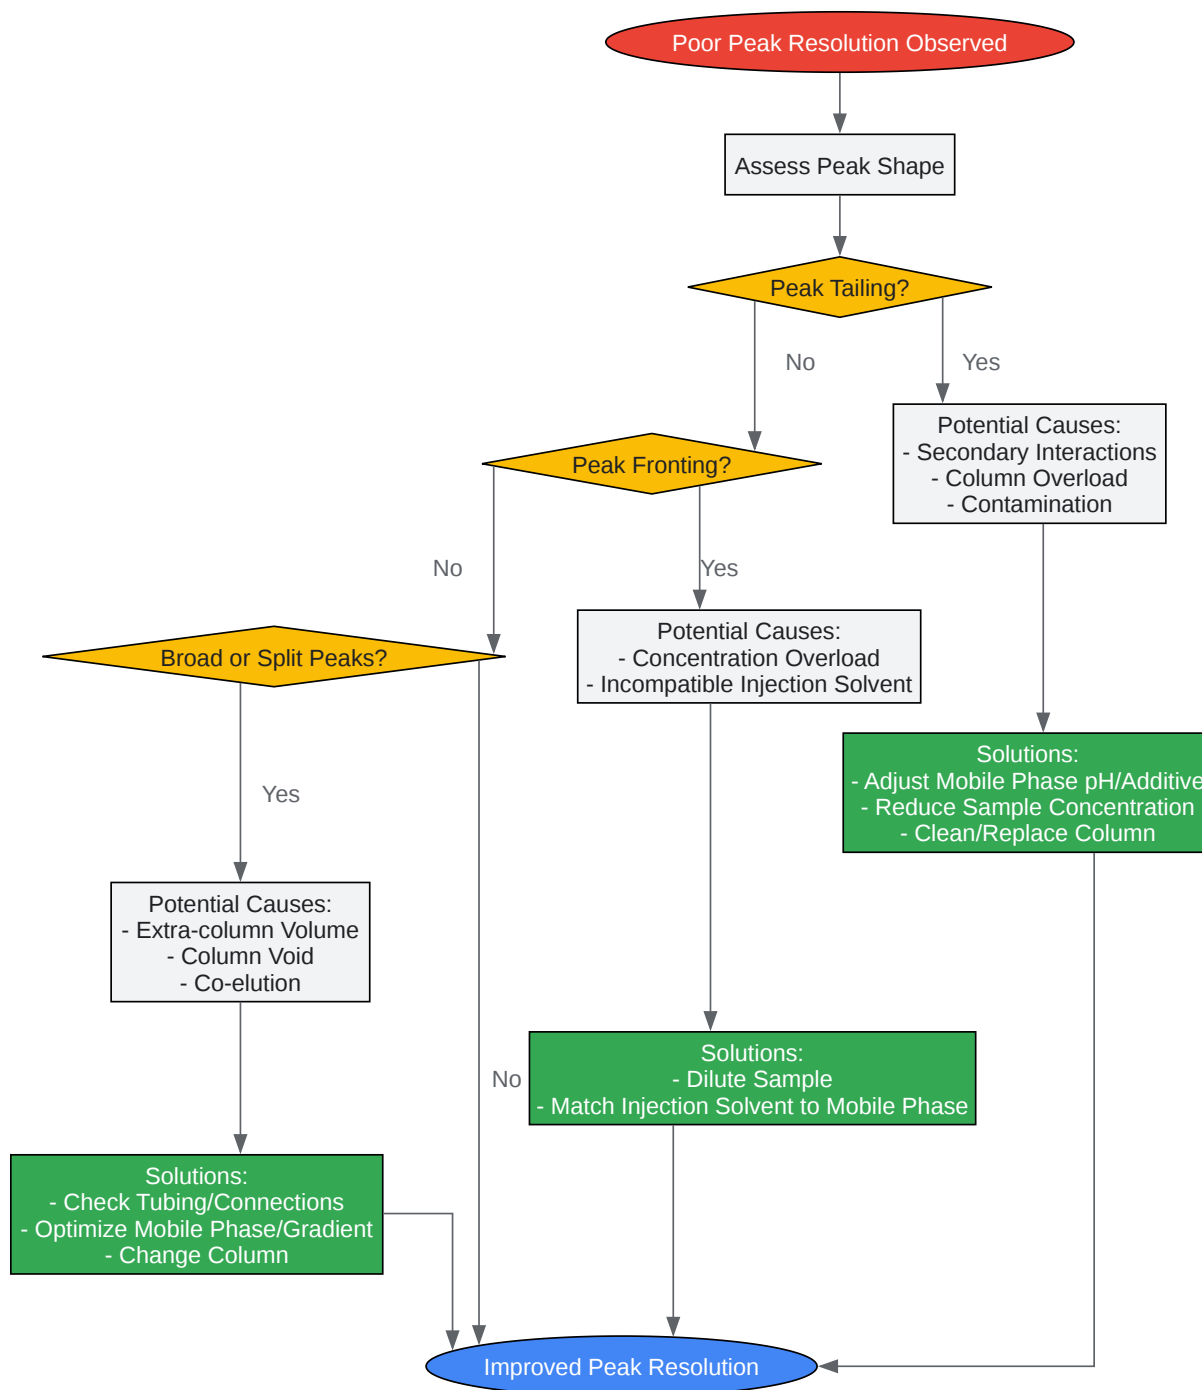 Poor Peak Resolution Observed
Assess Peak Shape
Peak Tailing?
No
Yes
Potential Causes:
- Secondary Interactions
- Column Overload
- Contamination
Peak Fronting?
No
Yes
Potential Causes:
- Concentration Overload
- Incompatible Injection Solvent
Broad or Split Peaks?
Solutions:
- Adjust Mobile Phase pH/Additive
- Reduce Sample Concentration
- Clean/Replace Column
Yes
Potential Causes:
- Extra-column Volume
- Column Void
- Co-elution
No
Solutions:
- Dilute Sample
- Match Injection Solvent to Mobile Phase
Solutions:
- Check Tubing/Connections
- Optimize Mobile Phase/Gradient
- Change Column
Improved Peak Resolution